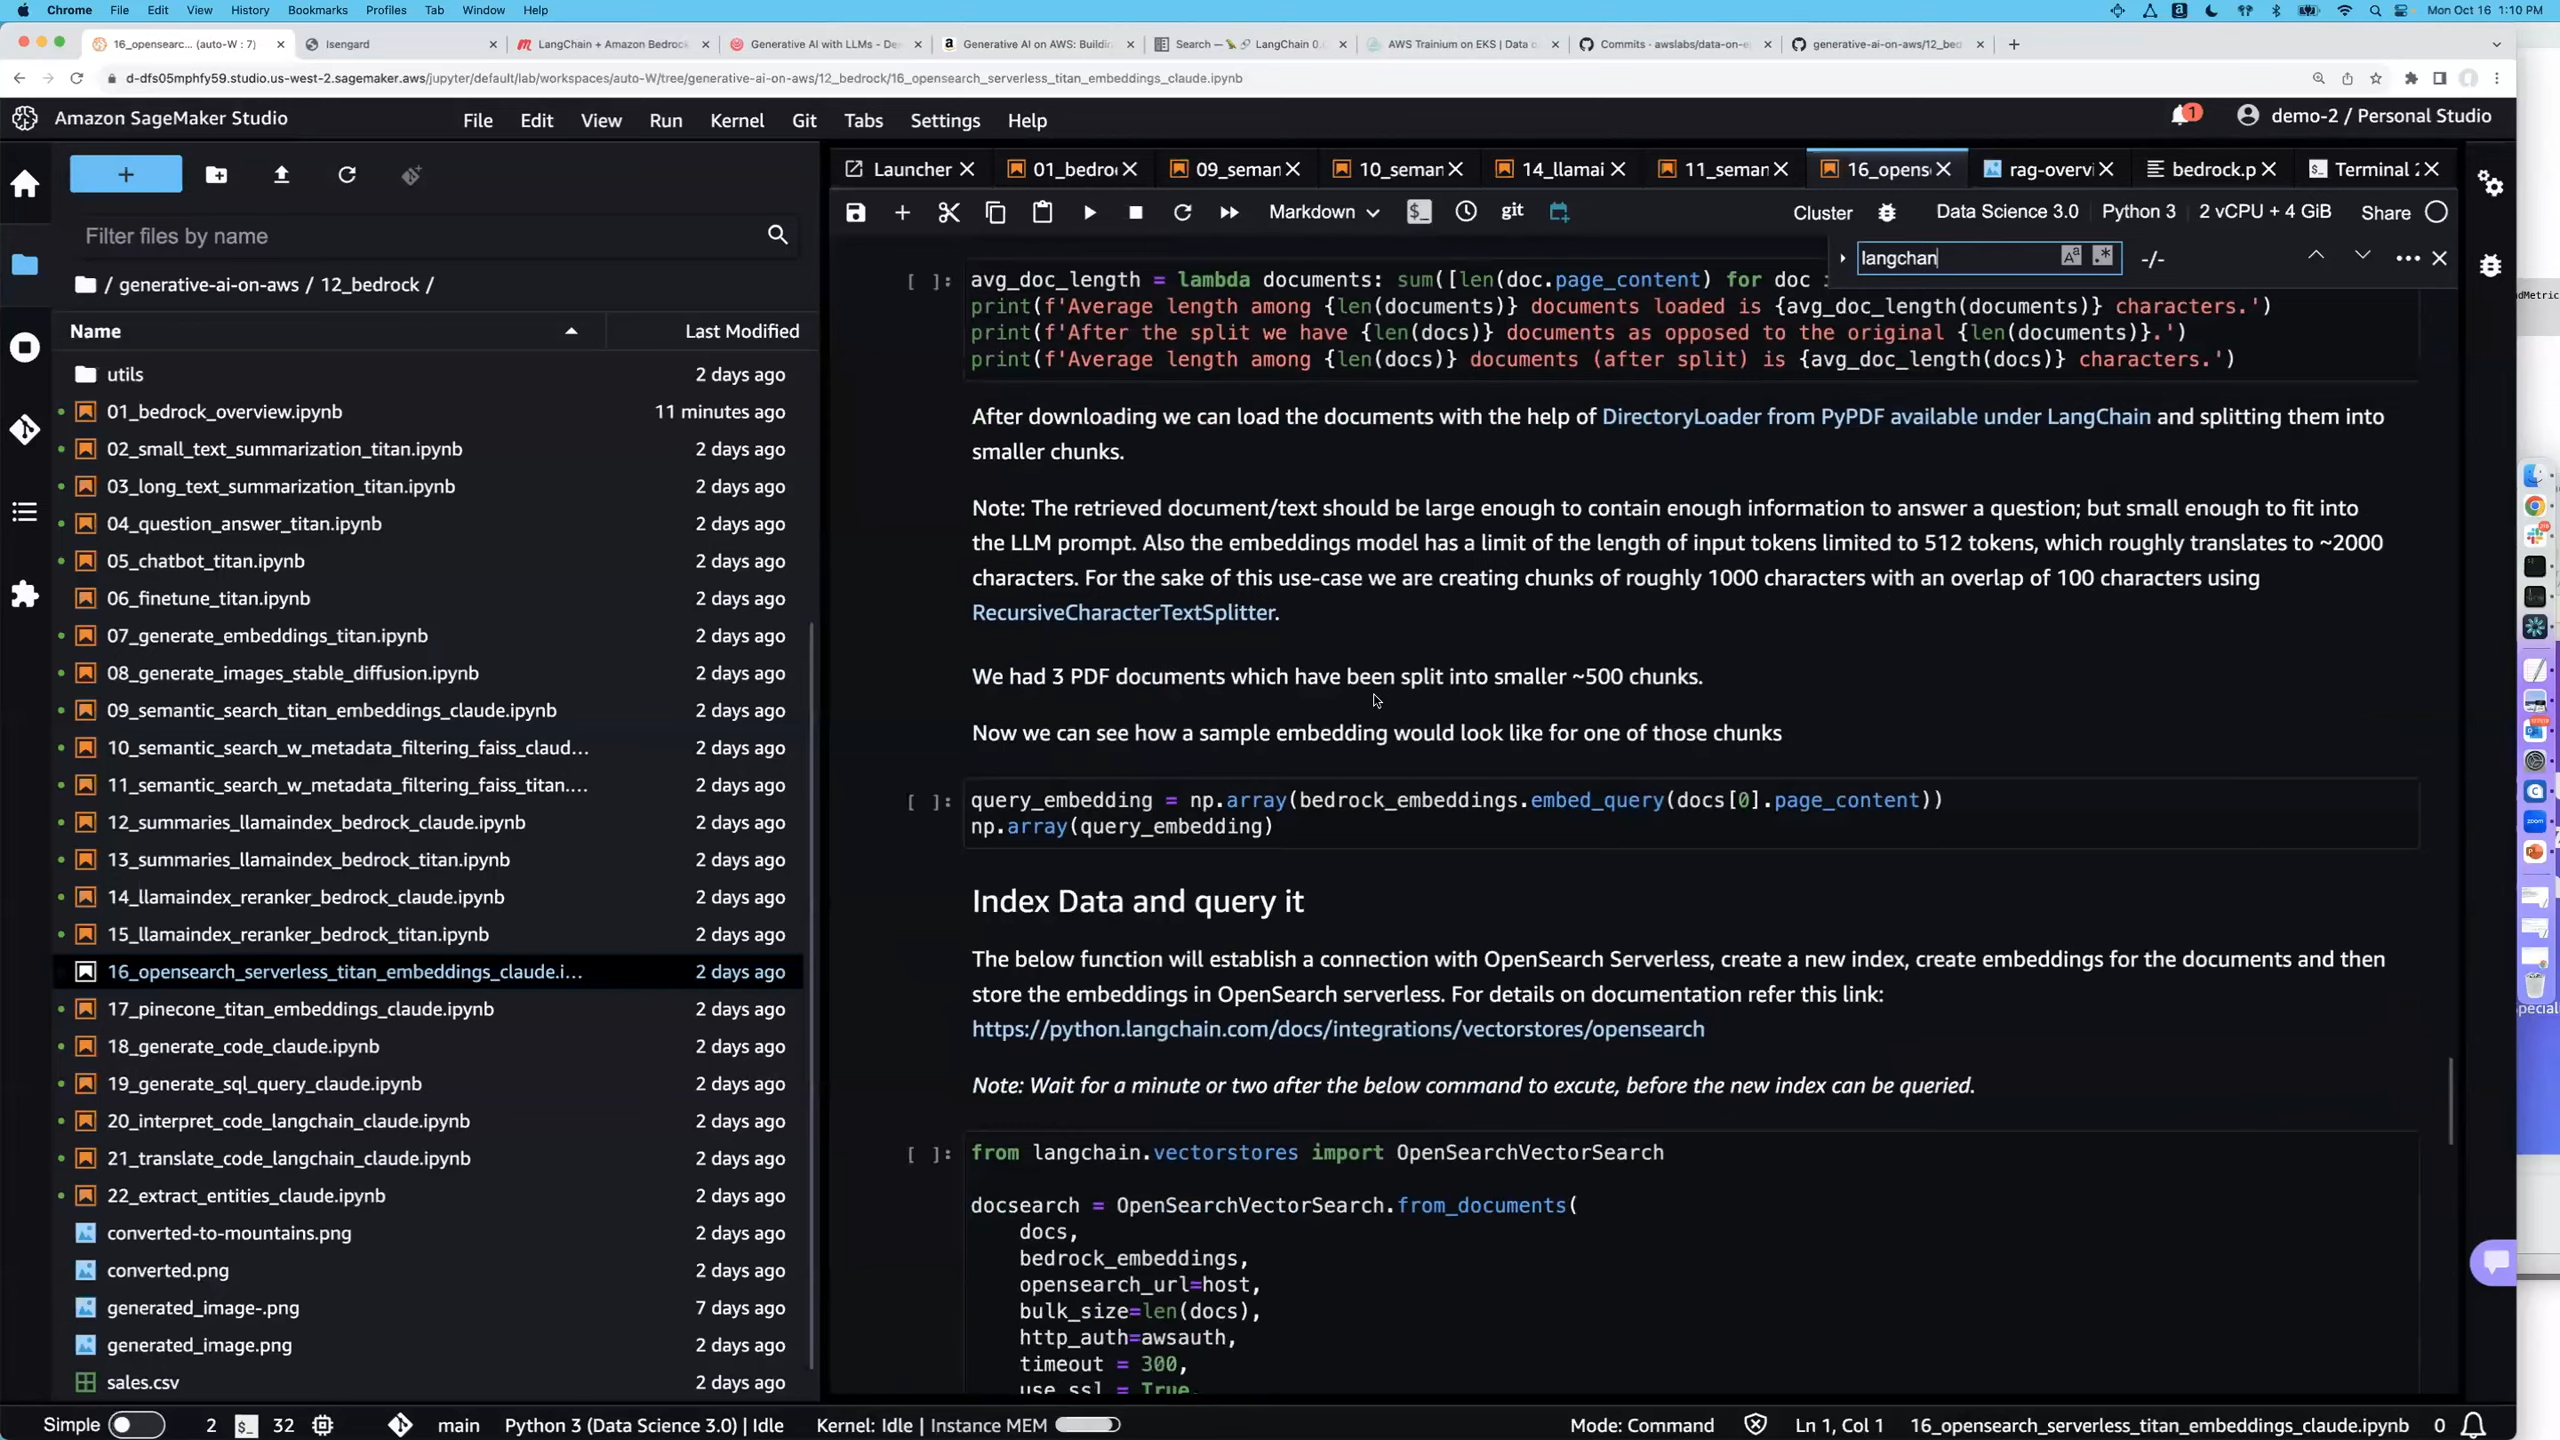 Chrome File Edit View History Bookmarks Profiles Tab Window Help
Mon Oct 16 1:10 PM
16_opensearc... (auto-W : 7)
Isengard
LangChain + Amazon Bedrock
Generative AI with LLMs - De
Generative AI on AWS: Buildin
Search — LangChain 0.
AWS Trainium on EKS | Data o
Commits · awslabs/data-on-e
generative-ai-on-aws/12_bed
d-dfs05mphfy59.studio.us-west-2.sagemaker.aws/jupyter/default/lab/workspaces/auto-W/tree/generative-ai-on-aws/12_bedrock/16_opensearch_serverless_titan_embeddings_claude.ipynb
Amazon SageMaker Studio
File Edit View Run Kernel Git Tabs Settings Help
1
demo-2 / Personal Studio
Launcher
01_bedro
09_seman
10_seman
14_llamai
11_seman
16_opens
rag-overvi
bedrock.p
Terminal 2
Markdown
git
Cluster
Data Science 3.0
Python 3
2 vCPU + 4 GiB
Share
Filter files by name
/ generative-ai-on-aws / 12_bedrock /
Name Last Modified
utils 2 days ago
01_bedrock_overview.ipynb 11 minutes ago
02_small_text_summarization_titan.ipynb 2 days ago
03_long_text_summarization_titan.ipynb 2 days ago
04_question_answer_titan.ipynb 2 days ago
05_chatbot_titan.ipynb 2 days ago
06_finetune_titan.ipynb 2 days ago
07_generate_embeddings_titan.ipynb 2 days ago
08_generate_images_stable_diffusion.ipynb 2 days ago
09_semantic_search_titan_embeddings_claude.ipynb 2 days ago
10_semantic_search_w_metadata_filtering_faiss_claud... 2 days ago
11_semantic_search_w_metadata_filtering_faiss_titan.... 2 days ago
12_summaries_llamaindex_bedrock_claude.ipynb 2 days ago
13_summaries_llamaindex_bedrock_titan.ipynb 2 days ago
14_llamaindex_reranker_bedrock_claude.ipynb 2 days ago
15_llamaindex_reranker_bedrock_titan.ipynb 2 days ago
16_opensearch_serverless_titan_embeddings_claude.i... 2 days ago
17_pinecone_titan_embeddings_claude.ipynb 2 days ago
18_generate_code_claude.ipynb 2 days ago
19_generate_sql_query_claude.ipynb 2 days ago
20_interpret_code_langchain_claude.ipynb 2 days ago
21_translate_code_langchain_claude.ipynb 2 days ago
22_extract_entities_claude.ipynb 2 days ago
converted-to-mountains.png 2 days ago
converted.png 2 days ago
generated_image-.png 7 days ago
generated_image.png 2 days ago
sales.csv 2 days ago
langchan
-/-
[ ]: avg_doc_length = lambda documents: sum([len(doc.page_content) for doc i
print(f'Average length among {len(documents)} documents loaded is {avg_doc_length(documents)} characters.')
print(f'After the split we have {len(docs)} documents as opposed to the original {len(documents)}.')
print(f'Average length among {len(docs)} documents (after split) is {avg_doc_length(docs)} characters.')
After downloading we can load the documents with the help of DirectoryLoader from PyPDF available under LangChain and splitting them into
smaller chunks.
Note: The retrieved document/text should be large enough to contain enough information to answer a question; but small enough to fit into
the LLM prompt. Also the embeddings model has a limit of the length of input tokens limited to 512 tokens, which roughly translates to ~2000
characters. For the sake of this use-case we are creating chunks of roughly 1000 characters with an overlap of 100 characters using
RecursiveCharacterTextSplitter.
We had 3 PDF documents which have been split into smaller ~500 chunks.
Now we can see how a sample embedding would look like for one of those chunks
[ ]: query_embedding = np.array(bedrock_embeddings.embed_query(docs[0].page_content))
np.array(query_embedding)
Index Data and query it
The below function will establish a connection with OpenSearch Serverless, create a new index, create embeddings for the documents and then
store the embeddings in OpenSearch serverless. For details on documentation refer this link:
https://python.langchain.com/docs/integrations/vectorstores/opensearch
Note: Wait for a minute or two after the below command to excute, before the new index can be queried.
[ ]: from langchain.vectorstores import OpenSearchVectorSearch
docsearch = OpenSearchVectorSearch.from_documents(
docs,
bedrock_embeddings,
opensearch_url=host,
bulk_size=len(docs),
http_auth=awsauth,
timeout = 300,
use_ssl = True,
Simple 2 32 main Python 3 (Data Science 3.0) | Idle Kernel: Idle | Instance MEM
Mode: Command Ln 1, Col 1 16_opensearch_serverless_titan_embeddings_claude.ipynb 0